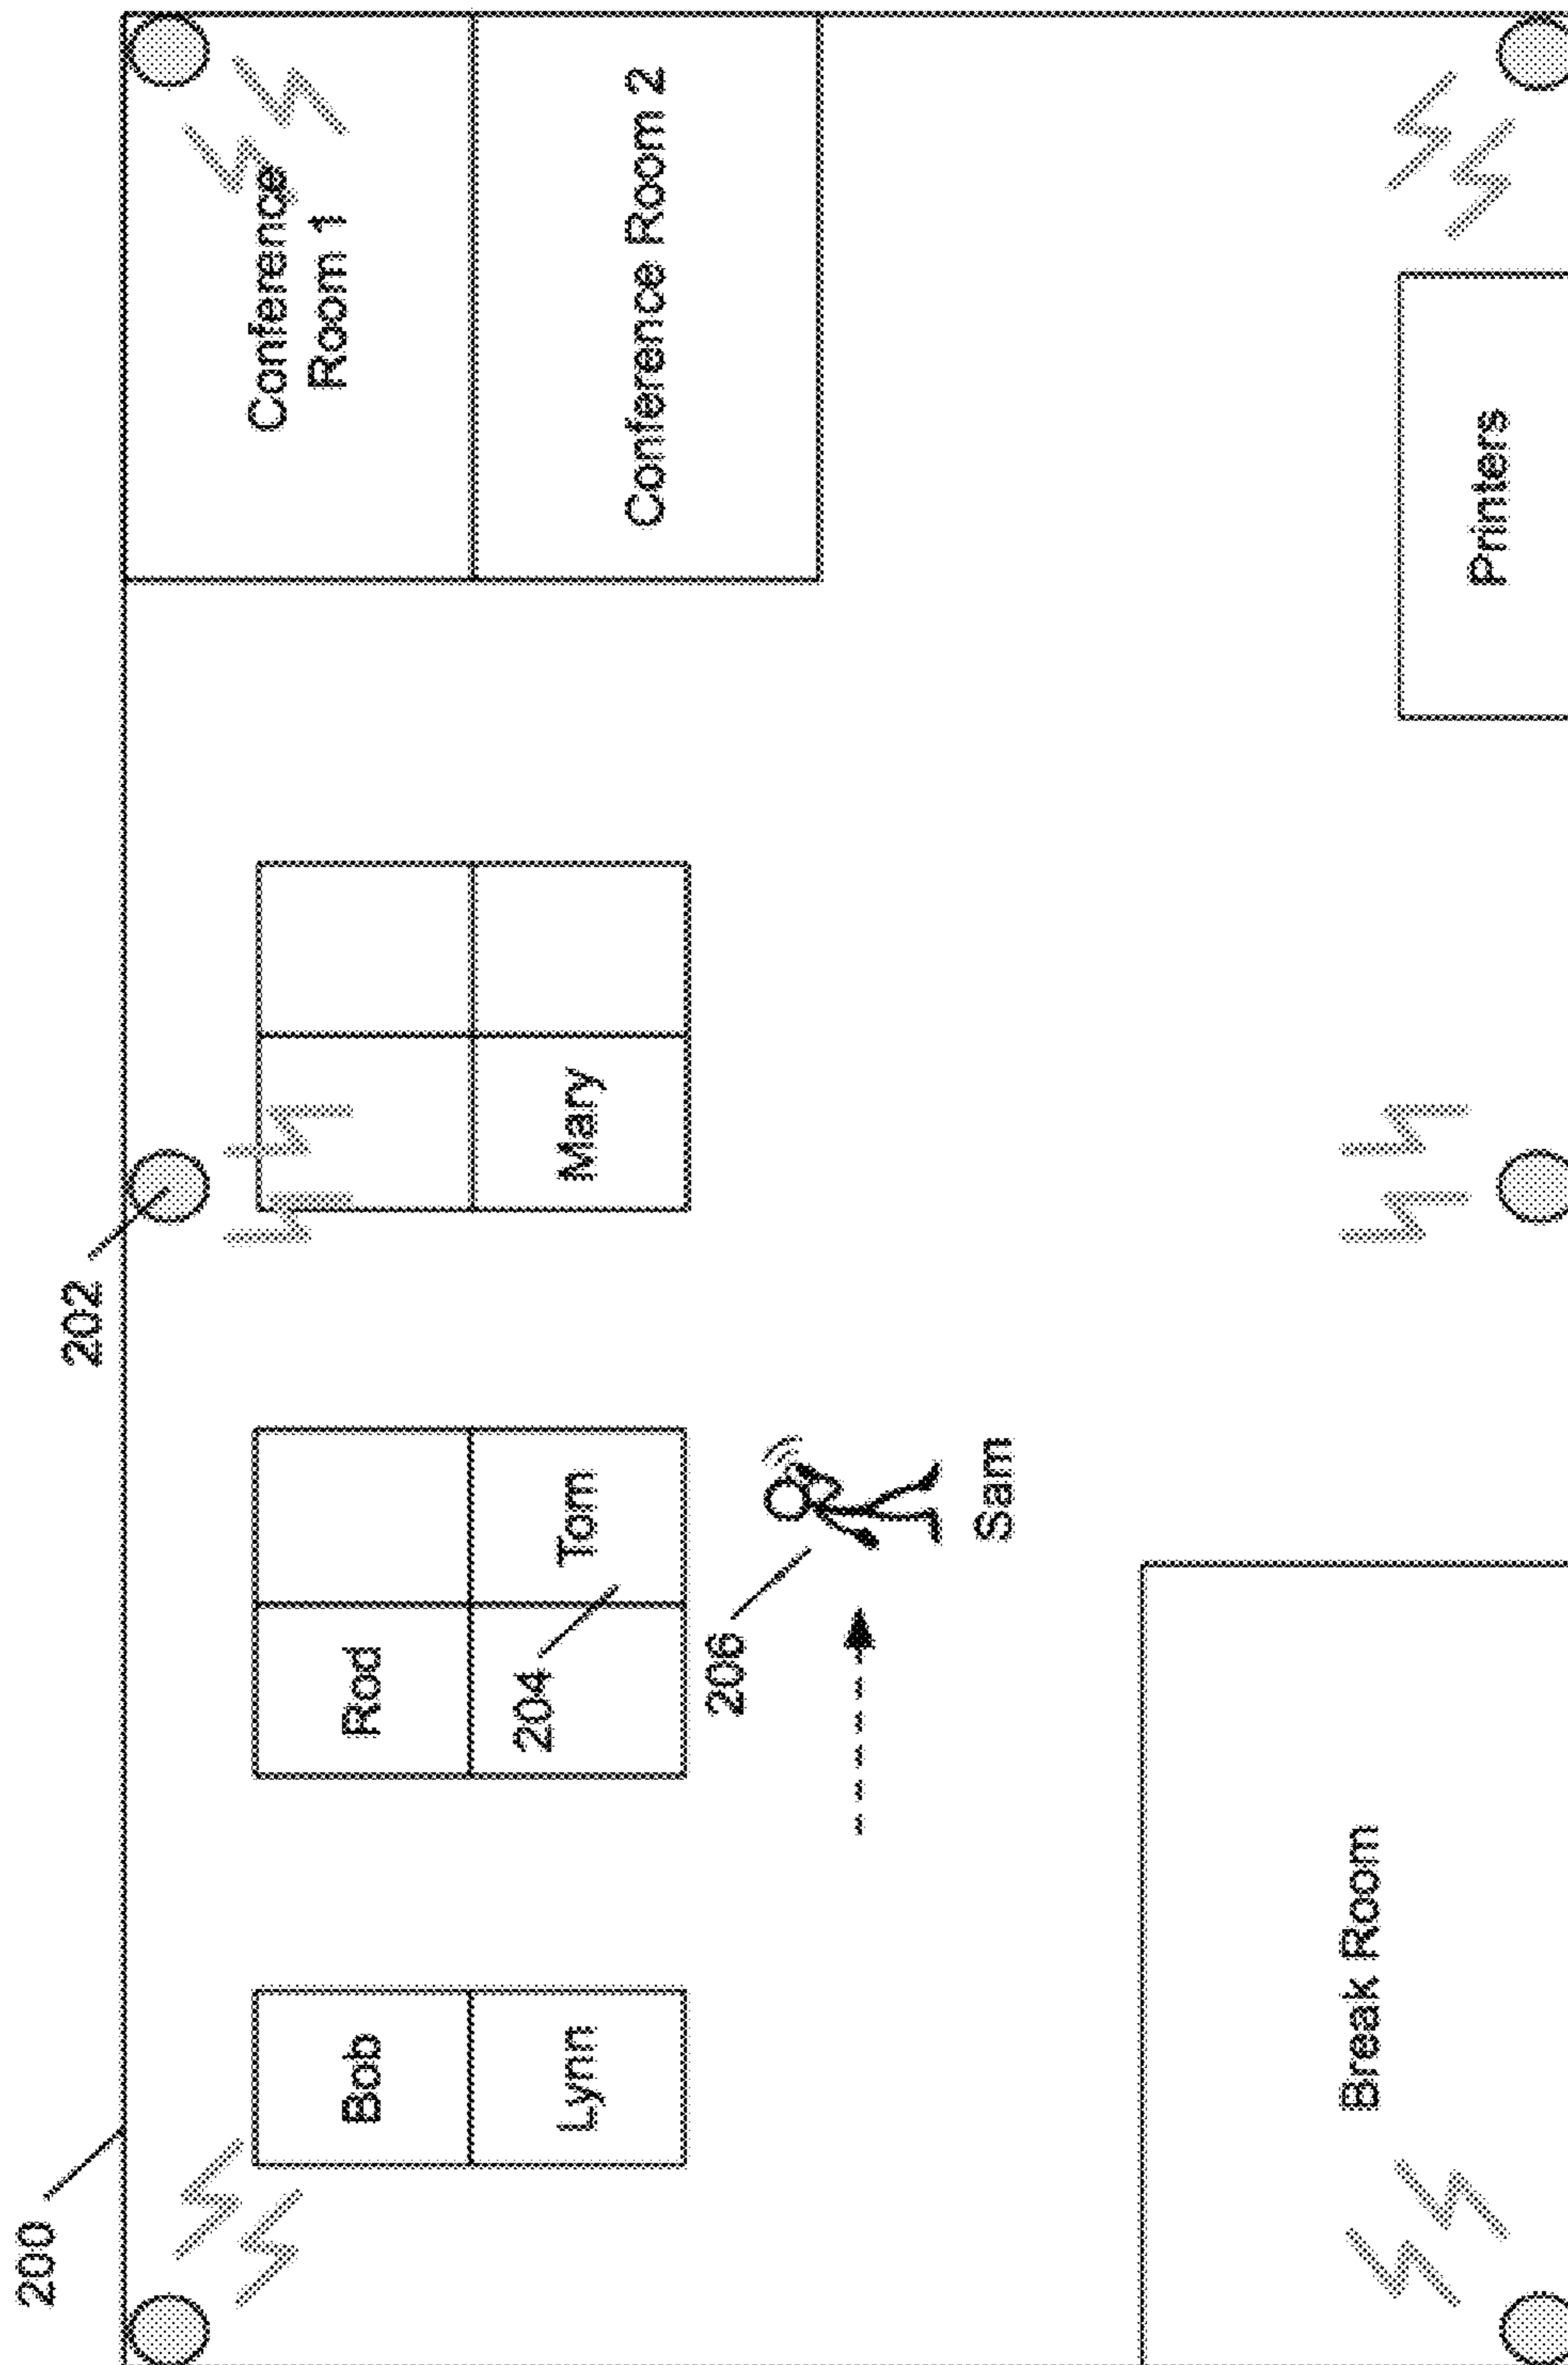 200
202
Conference
Room 1
Bob
Rod
204
Lynn
Tom
Mary
Conference Room 2
206
Sam
Break Room
Printers